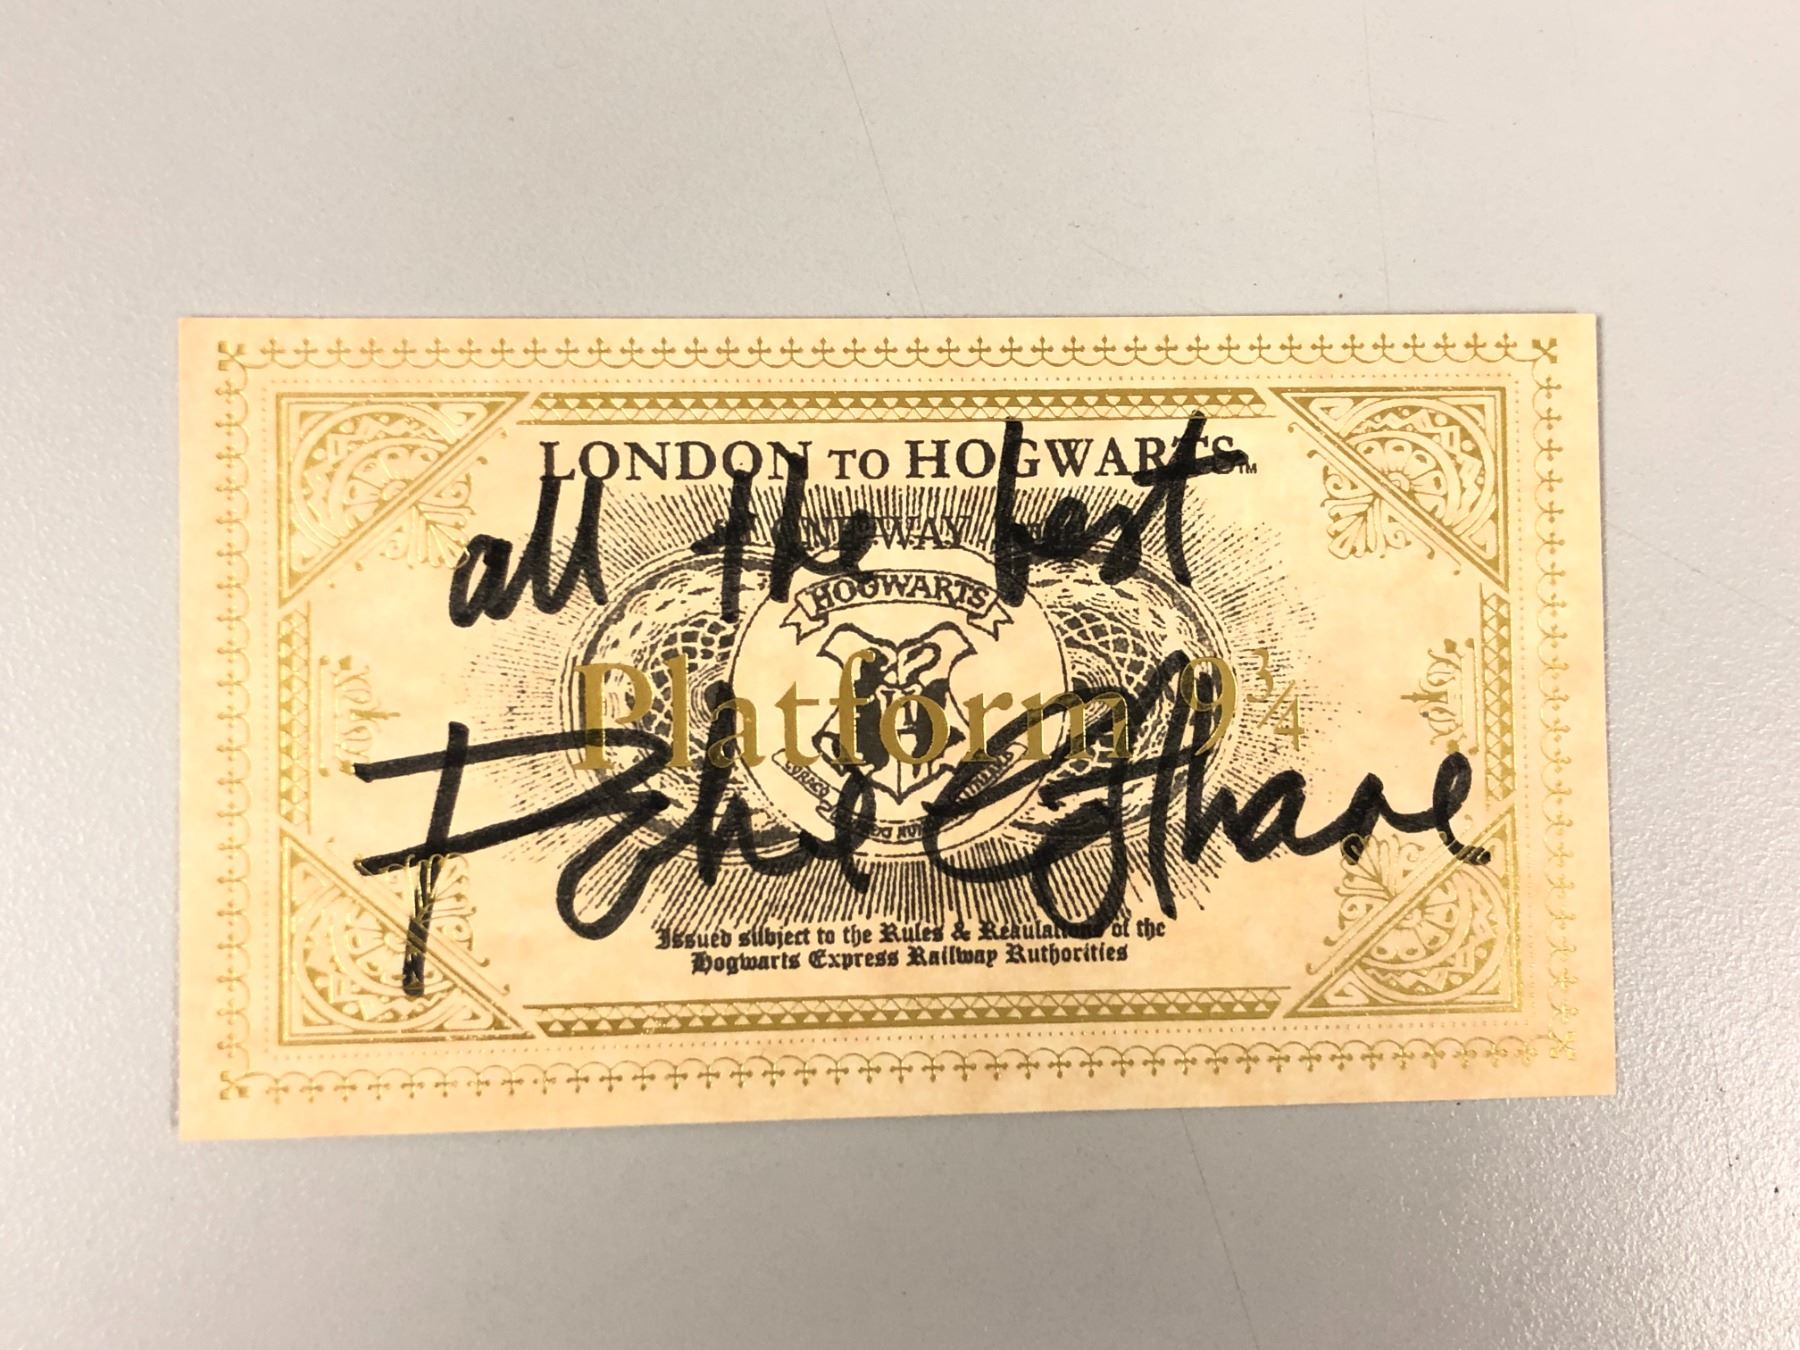 LONDON TO HOGWARTS™
all the best
HOGWARTS
Platform 9¾
Issued subject to the Rules & Regulations of the
Hogwarts Express Railway Authorities